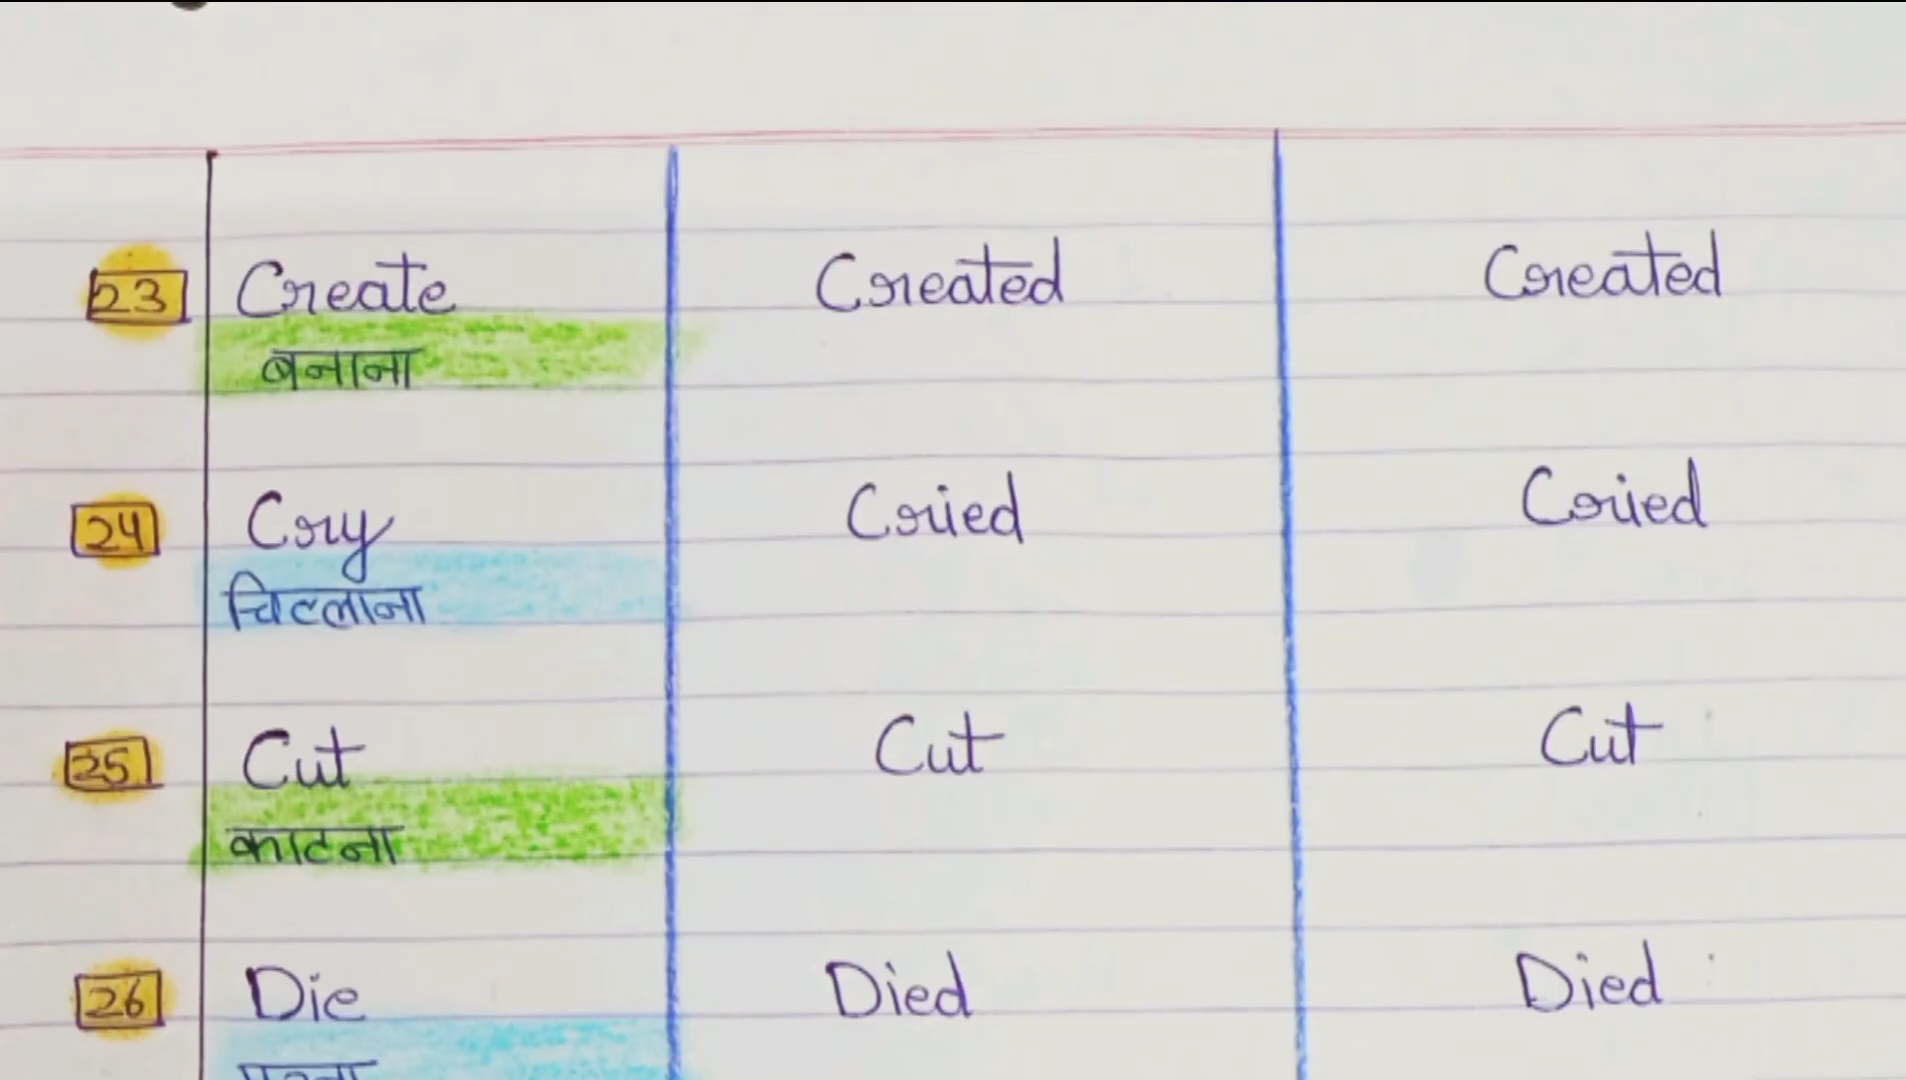 23 Create Created Created
बनाना
24 Cry Cried Cried
चिल्लाना
25 Cut Cut Cut
काटना
26 Die Died Died